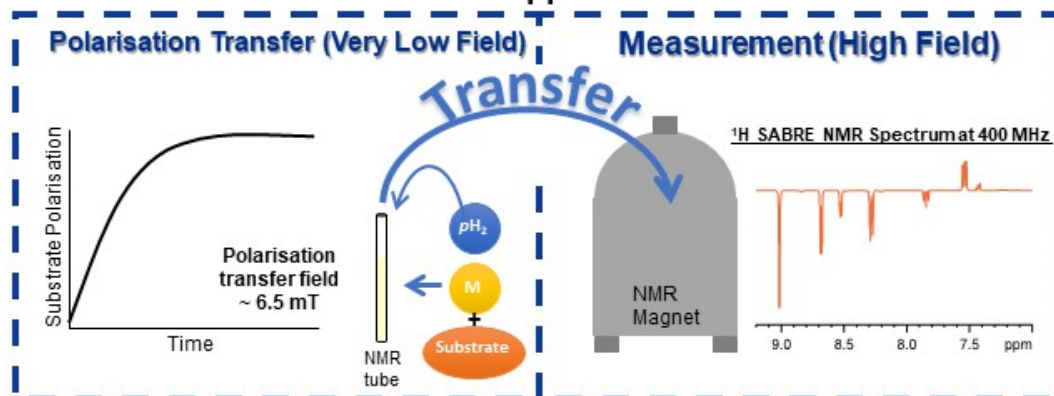 Polarisation Transfer (Very Low Field)
Substrate Polarisation
Time
Polarisation
transfer field
~ 6.5 mT
pH₂
M
+
Substrate
NMR
tube
Transfer
Measurement (High Field)
NMR
Magnet
¹H SABRE NMR Spectrum at 400 MHz
9.0 8.5 8.0 7.5 ppm